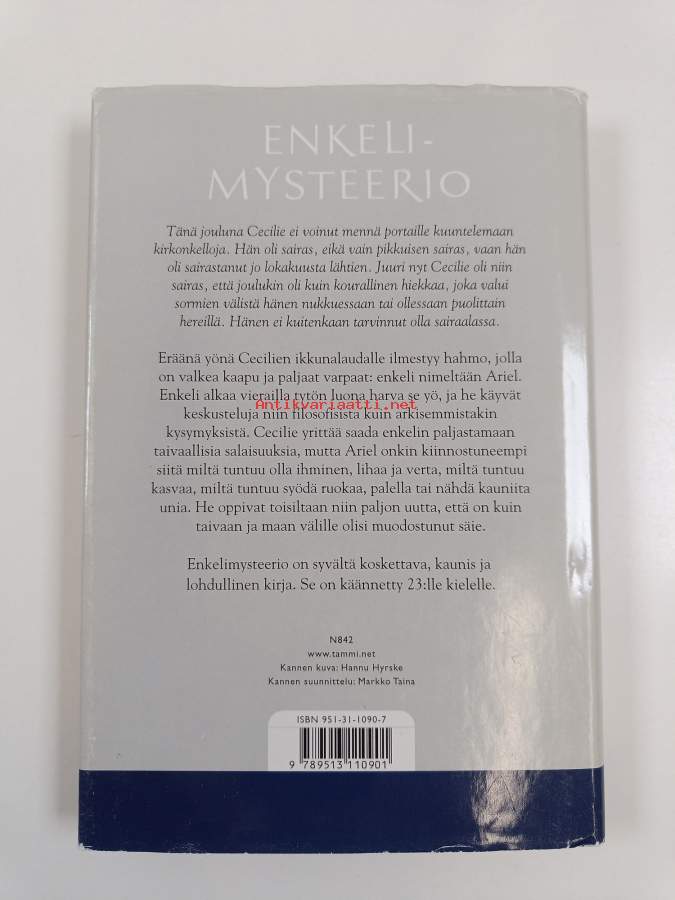 ENKELI-
MYSTEERIO
Tänä jouluna Cecilie ei voinut mennä portaille kuuntelemaan
kirkonkelloja. Hän oli sairas, eikä vain pikkuisen sairas, vaan hän
oli sairastanut jo lokakuusta lähtien. Juuri nyt Cecilie oli niin
sairas, että joulukin oli kuin kourallinen hiekkaa, joka valui
sormien välistä hänen nukkuessaan tai ollessaan puolittain
hereillä. Hänen ei kuitenkaan tarvinnut olla sairaalassa.
Eräänä yönä Cecilien ikkunalaudalle ilmestyy hahmo, jolla
on valkea kaapu ja paljaat varpaat: enkeli nimeltään Ariel.
Enkeli alkaa vierailla tytön luona harva se yö, ja he käyvät
Antikvariaatti.net
keskusteluja niin filosofisista kuin arkisemmistakin
kysymyksistä. Cecilie yrittää saada enkelin paljastamaan
taivaallisia salaisuuksia, mutta Ariel onkin kiinnostuneempi
siitä miltä tuntuu olla ihminen, lihaa ja verta, miltä tuntuu
kasvaa, miltä tuntuu syödä ruokaa, palella tai nähdä kauniita
unia. He oppivat toisiltaan niin paljon uutta, että on kuin
taivaan ja maan välille olisi muodostunut säie.
Enkelimysteerio on syvältä koskettava, kaunis ja
lohdullinen kirja. Se on käännetty 23:lle kielelle.
N842
www.tammi.net
Kannen kuva: Hannu Hyrske
Kannen suunnittelu: Markko Taina
ISBN 951-31-1090-7
9 789513 110901